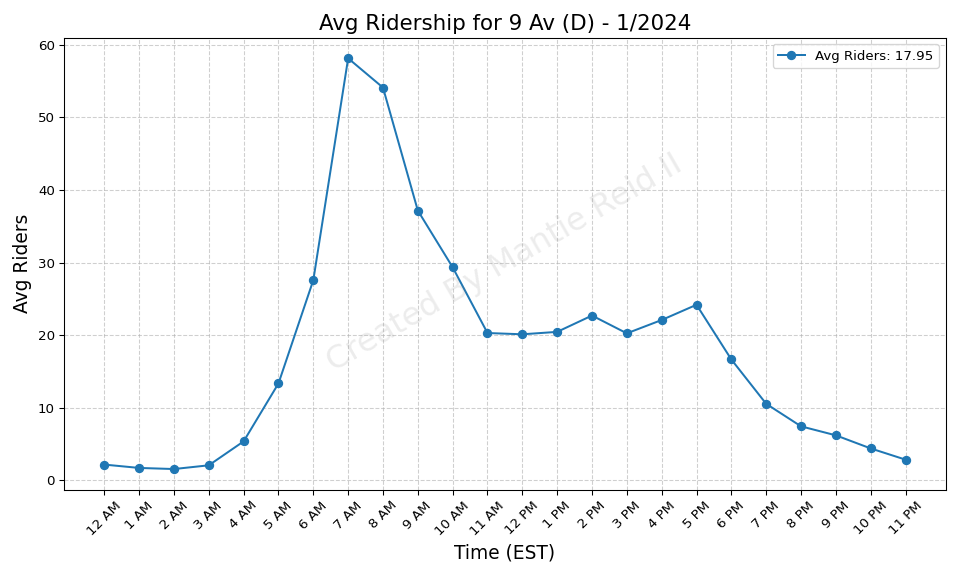 Avg Ridership for 9 Av (D) - 1/2024
Avg Riders: 17.95
60
50
40
30
20
10
0
Avg Riders
Created By Mantie Reid II
12 AM
1 AM
2 AM
3 AM
4 AM
5 AM
6 AM
7 AM
8 AM
9 AM
10 AM
11 AM
12 PM
1 PM
2 PM
3 PM
4 PM
5 PM
6 PM
7 PM
8 PM
9 PM
10 PM
11 PM
Time (EST)